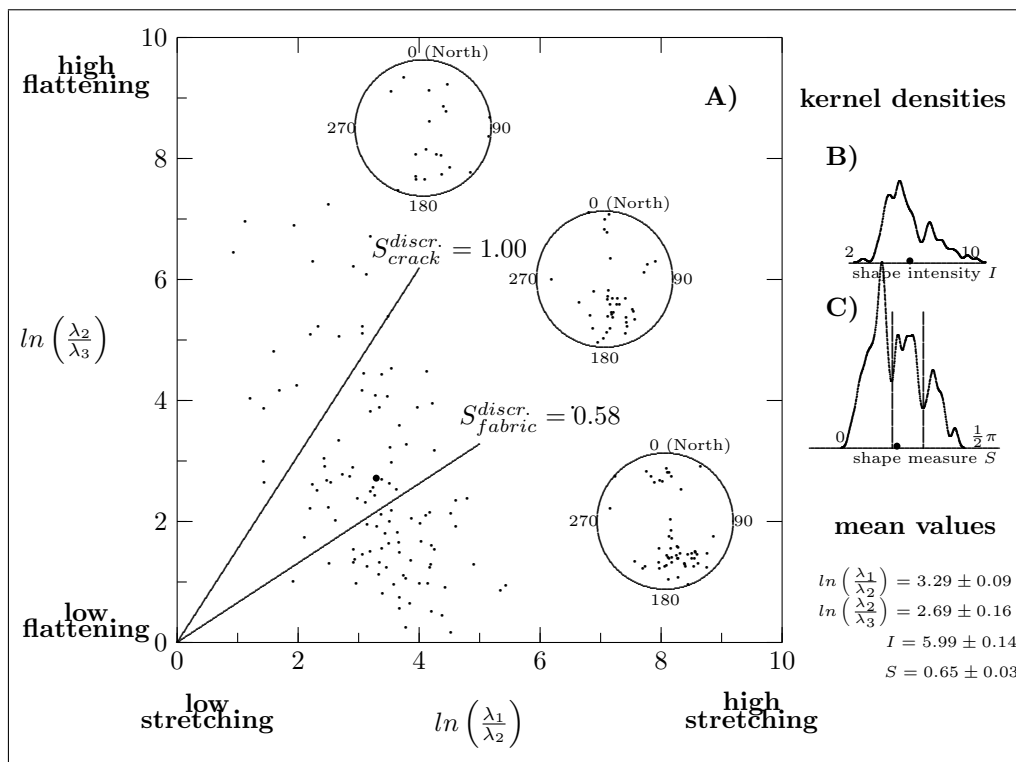 A)
kernel densities
high
flattening
ln (λ2/λ3)
low
flattening
10
8
6
4
2
0
0 (North)
270
90
180
S^{discr.}_{crack} = 1.00
0 (North)
270
90
180
S^{discr.}_{fabric} = 0.58
0 (North)
270
90
180
0 2 4 6 8 10
low
stretching
ln (λ1/λ2)
high
stretching
B)
2 10
shape intensity I
C)
0 ½π
shape measure S
mean values
ln (λ1/λ2) = 3.29 ± 0.09
ln (λ2/λ3) = 2.69 ± 0.16
I = 5.99 ± 0.14
S = 0.65 ± 0.03